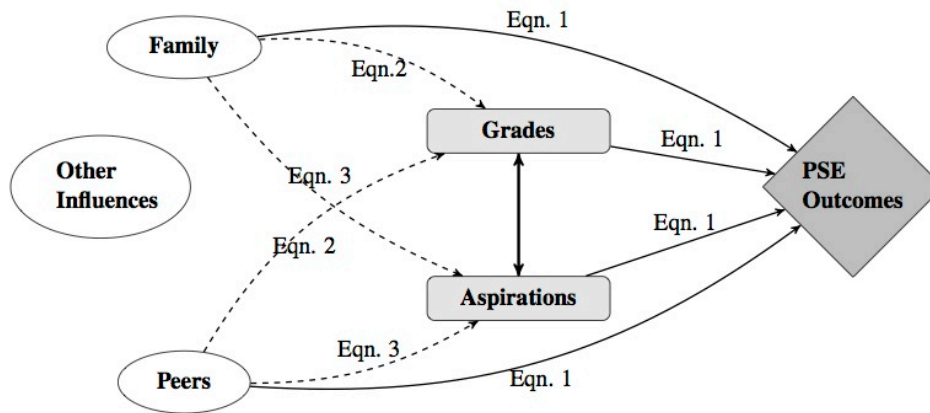 Eqn. 1
Family
Eqn.2
Grades
Eqn. 1
Other
Influences
Eqn. 3
PSE
Outcomes
Eqn. 2
Eqn. 1
Aspirations
Eqn. 3
Peers
Eqn. 1